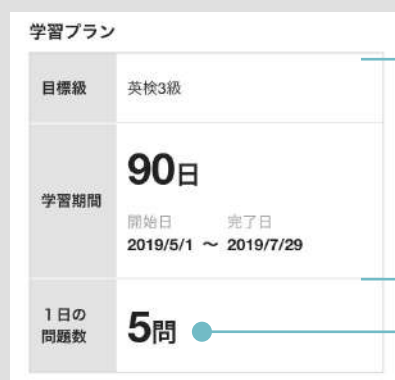 学習プラン
目標級
英検3級
学習期間
90日
開始日 完了日
2019/5/1 ～ 2019/7/29
1日の
問題数
5問